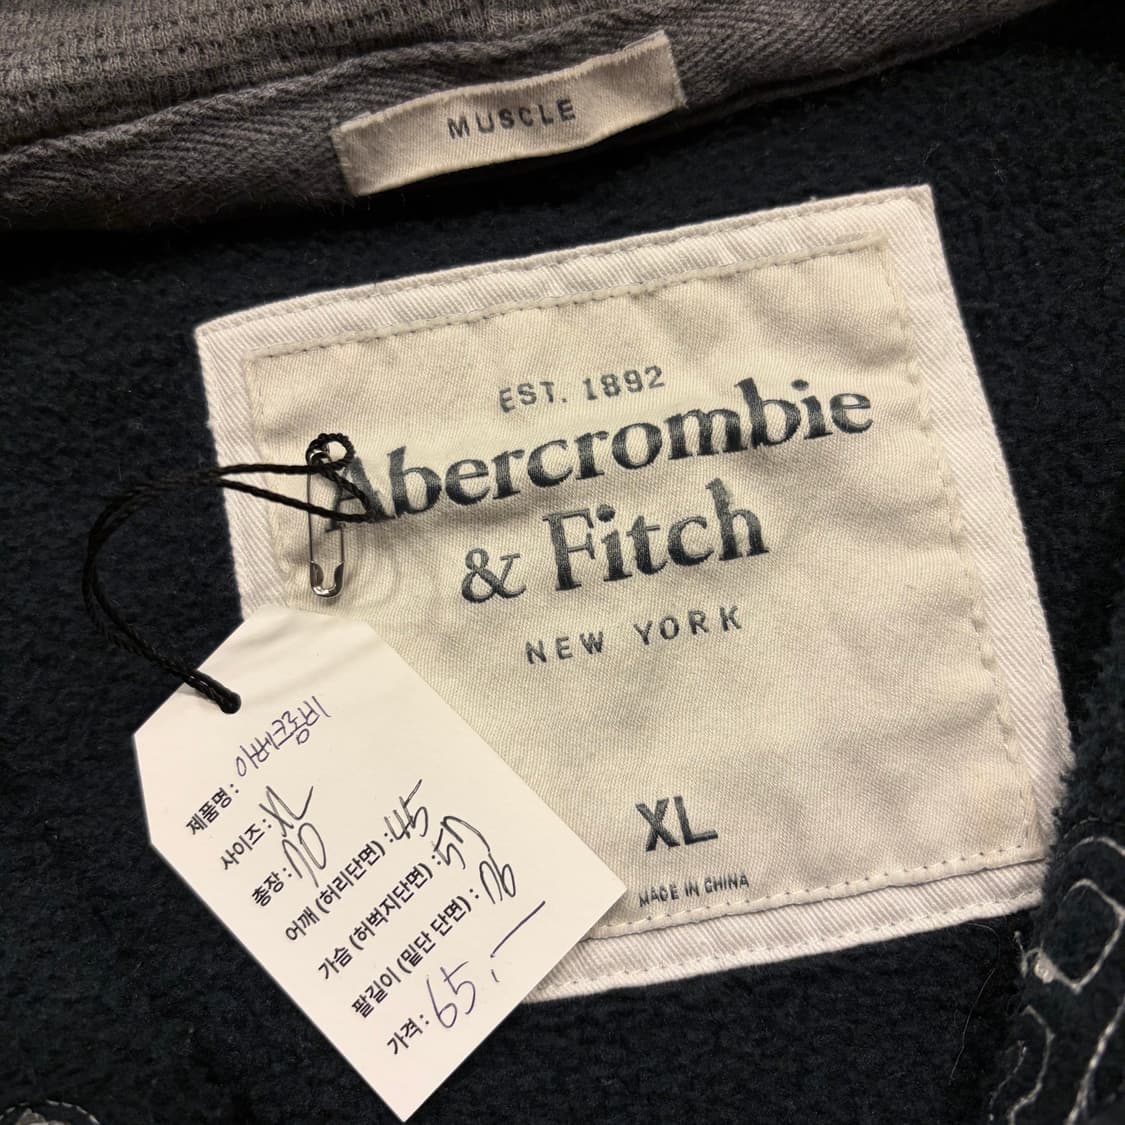 MUSCLE
EST. 1892
Abercrombie
& Fitch
NEW YORK
XL
MADE IN CHINA
제품명: 아베크롬비
사이즈: XL
총장: 70
어깨 (허리단면) : 45
가슴 (허벅지단면) : 57
팔길이 (밑단 단면) : 76
가격: 65.-